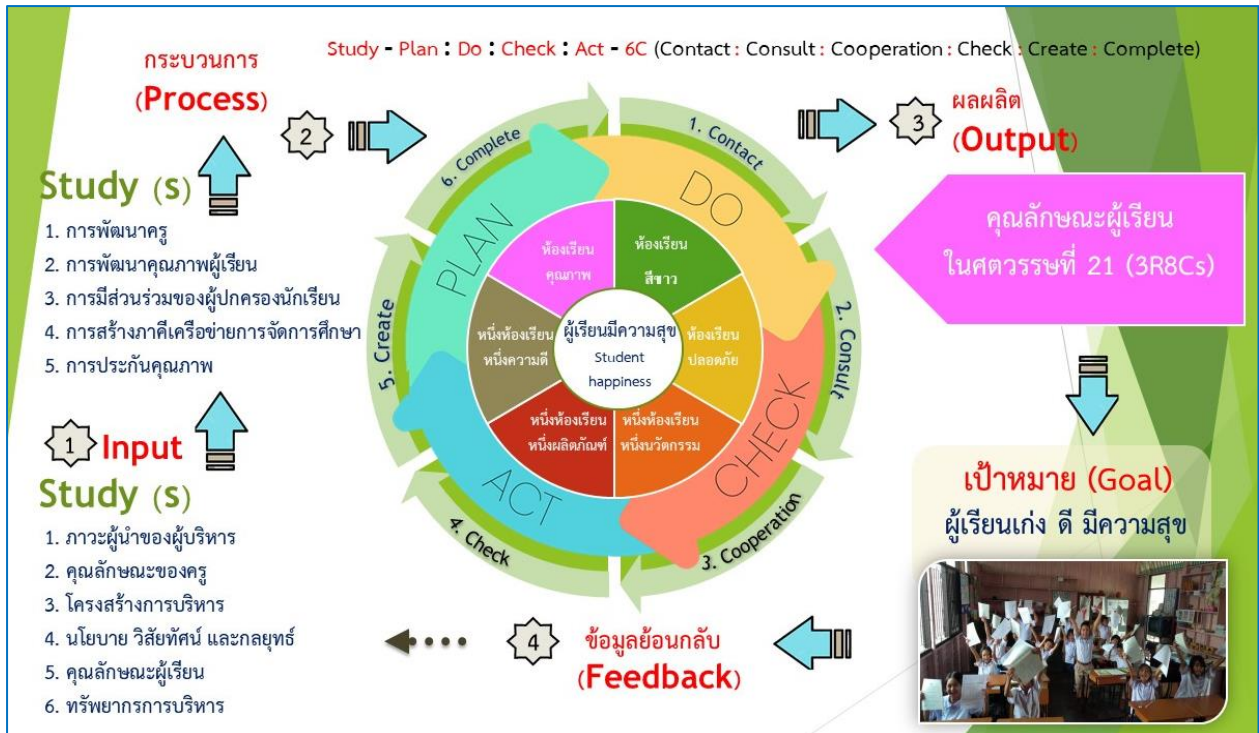 Study - Plan : Do : Check : Act - 6C (Contact : Consult : Cooperation : Check : Create : Complete)
กระบวนการ
(Process)
2
Study (s)
1. การพัฒนาครู
2. การพัฒนาคุณภาพผู้เรียน
3. การมีส่วนร่วมของผู้ปกครองนักเรียน
4. การสร้างภาคีเครือข่ายการจัดการศึกษา
5. การประกันคุณภาพ
1 Input
Study (s)
1. ภาวะผู้นำของผู้บริหาร
2. คุณลักษณะของครู
3. โครงสร้างการบริหาร
4. นโยบาย วิสัยทัศน์ และกลยุทธ์
5. คุณลักษณะผู้เรียน
6. ทรัพยากรการบริหาร
1. Contact
2. Consult
3. Cooperation
4. Check
5. Create
6. Complete
PLAN
DO
CHECK
ACT
ห้องเรียน
คุณภาพ
ห้องเรียน
สีขาว
ห้องเรียน
ปลอดภัย
หนึ่งห้องเรียน
หนึ่งนวัตกรรม
หนึ่งห้องเรียน
หนึ่งผลิตภัณฑ์
หนึ่งห้องเรียน
หนึ่งความดี
ผู้เรียนมีความสุข
Student
happiness
3
ผลผลิต
(Output)
คุณลักษณะผู้เรียน
ในศตวรรษที่ 21 (3R8Cs)
เป้าหมาย (Goal)
ผู้เรียนเก่ง ดี มีความสุข
4
ข้อมูลย้อนกลับ
(Feedback)